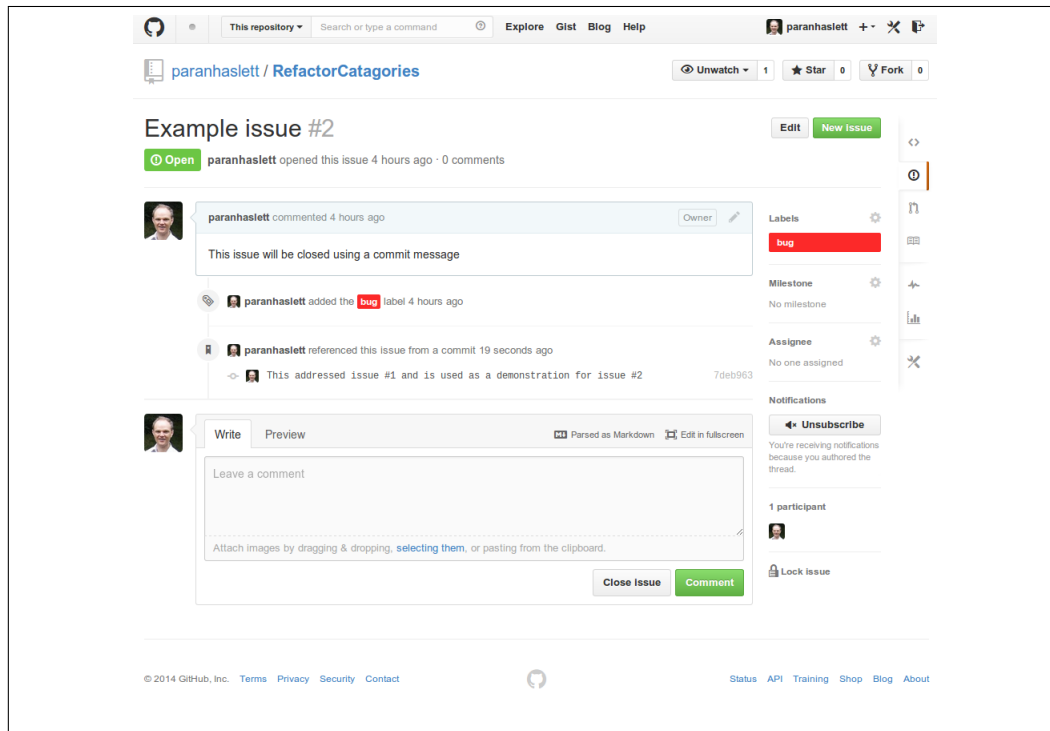 This repository Search or type a command Explore Gist Blog Help paranhaslett
paranhaslett / RefactorCatagories Unwatch 1 Star 0 Fork 0
Example issue #2 Edit New Issue
Open paranhaslett opened this issue 4 hours ago · 0 comments
paranhaslett commented 4 hours ago Owner
This issue will be closed using a commit message
paranhaslett added the bug label 4 hours ago
paranhaslett referenced this issue from a commit 19 seconds ago
This addressed issue #1 and is used as a demonstration for issue #2 7deb963
Labels
bug
Milestone
No milestone
Assignee
No one assigned
Notifications
Unsubscribe
You're receiving notifications
because you authored the
thread.
1 participant
Lock issue
Write Preview Parsed as Markdown Edit in fullscreen
Leave a comment
Attach images by dragging & dropping, selecting them, or pasting from the clipboard.
Close Issue Comment
© 2014 GitHub, Inc. Terms Privacy Security Contact Status API Training Shop Blog About